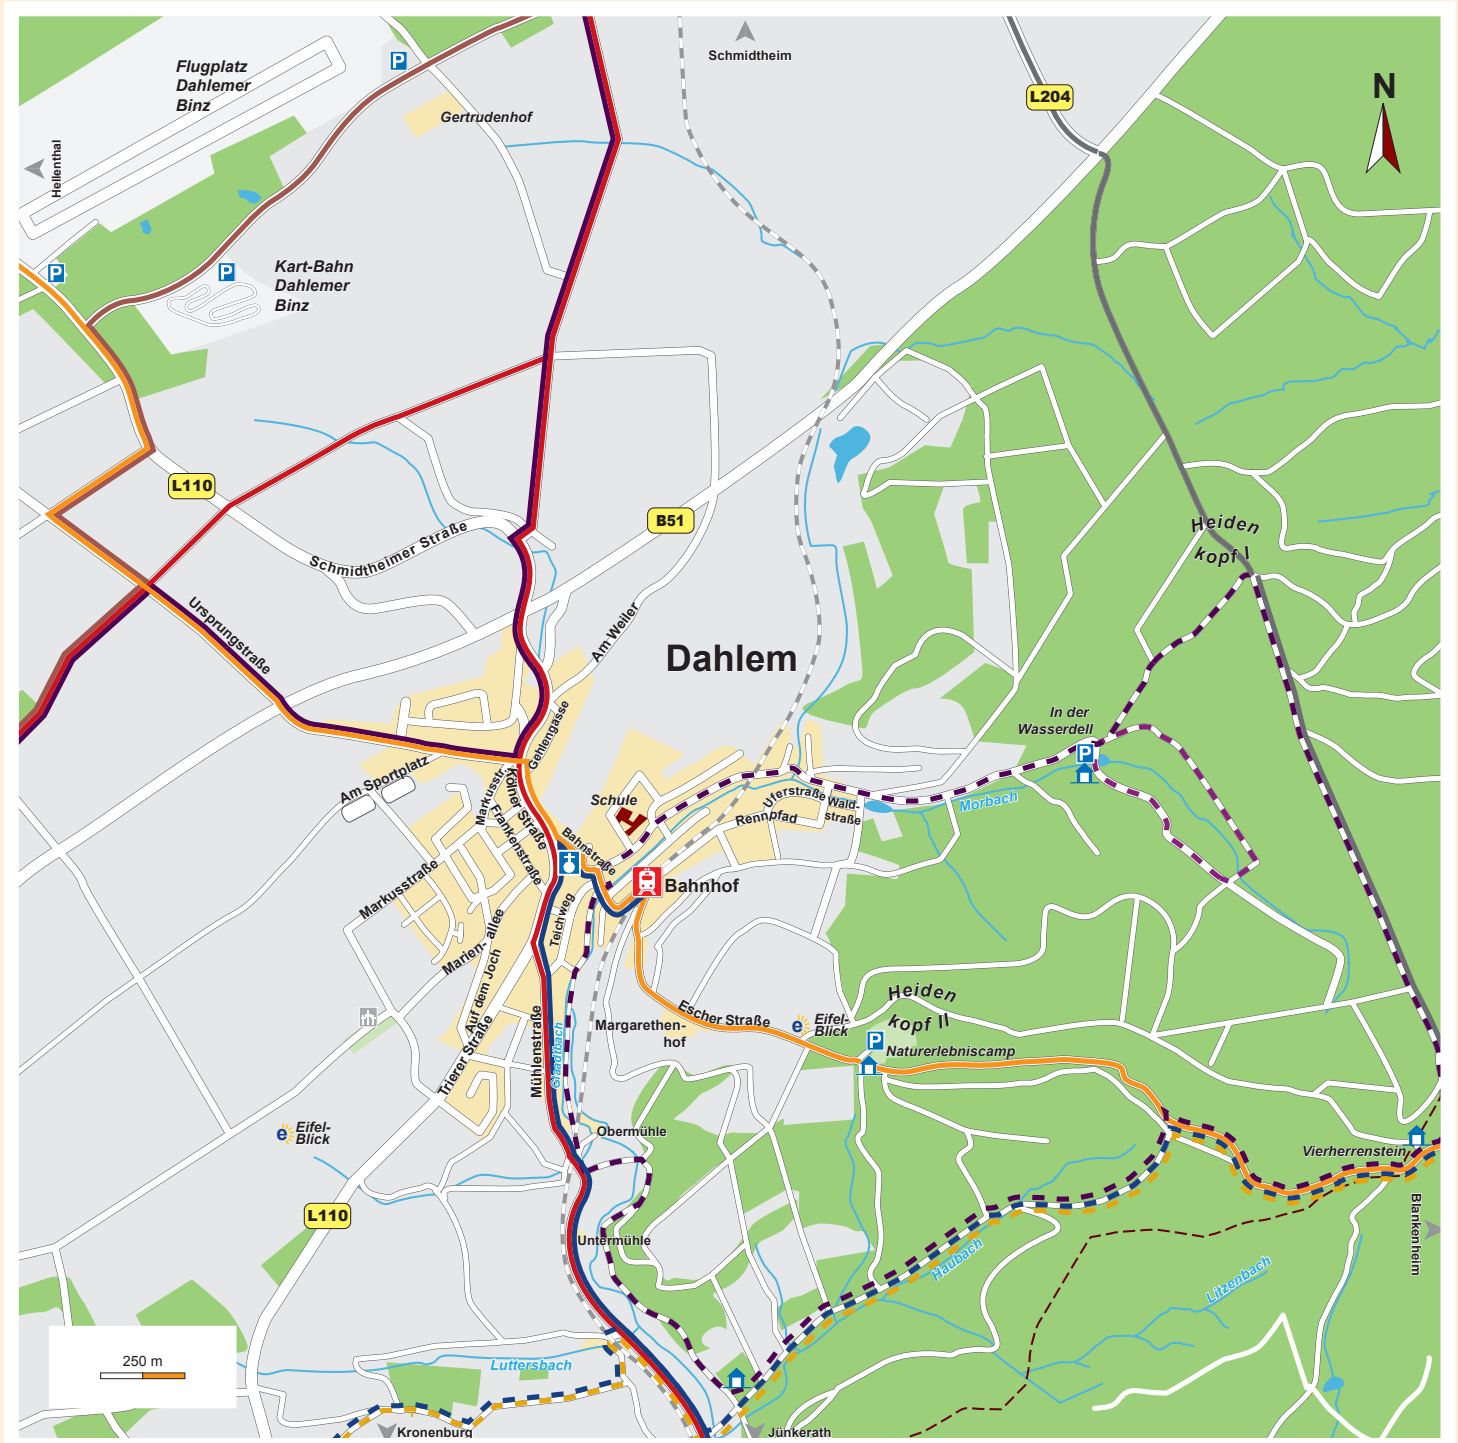 Schmidtheim
P
Flugplatz
Dahlemer
Binz
L204
N
Gertrudenhof
Hellenthal
P
P
Kart-Bahn
Dahlemer
Binz
L110
B51
Schmidtheimer Straße
Heiden
kopf I
Ursprungstraße
Am Weiler
Dahlem
In der
Wasserdell
P
Gehlengasse
Am Sportplatz
Markusstr.
Kölner Straße
Schule
Uferstraße
Wald-
straße
Rennpfad
Morbach
Frankenstraße
Bahnstraße
Markusstraße
Bahnhof
Teichweg
Marien- allee
Auf dem Joch
Heiden
kopf II
Escher Straße
Eifel-
Blick
Margarethen-
hof
P
Naturerlebniscamp
Trierer Straße
Mühlenstraße
Glaadtbach
e Eifel-
Blick
Obermühle
Vierherrenstein
L110
Untermühle
Blankenheim
Haubach
Litzenbach
250 m
Luttersbach
Kronenburg
Jünkerath